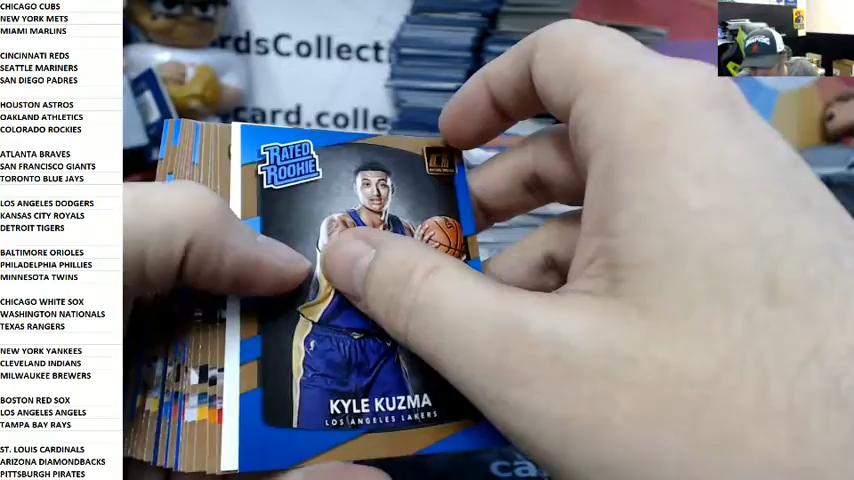 CHICAGO CUBS
NEW YORK METS
MIAMI MARLINS
CINCINNATI REDS
SEATTLE MARINERS
SAN DIEGO PADRES
HOUSTON ASTROS
OAKLAND ATHLETICS
COLORADO ROCKIES
ATLANTA BRAVES
SAN FRANCISCO GIANTS
TORONTO BLUE JAYS
LOS ANGELES DODGERS
KANSAS CITY ROYALS
DETROIT TIGERS
BALTIMORE ORIOLES
PHILADELPHIA PHILLIES
MINNESOTA TWINS
CHICAGO WHITE SOX
WASHINGTON NATIONALS
TEXAS RANGERS
NEW YORK YANKEES
CLEVELAND INDIANS
MILWAUKEE BREWERS
BOSTON RED SOX
LOS ANGELES ANGELS
TAMPA BAY RAYS
ST. LOUIS CARDINALS
ARIZONA DIAMONDBACKS
PITTSBURGH PIRATES
rdsCollecti
card.colle
RATED
ROOKIE
KYLE KUZMA
LOS ANGELES LAKERS